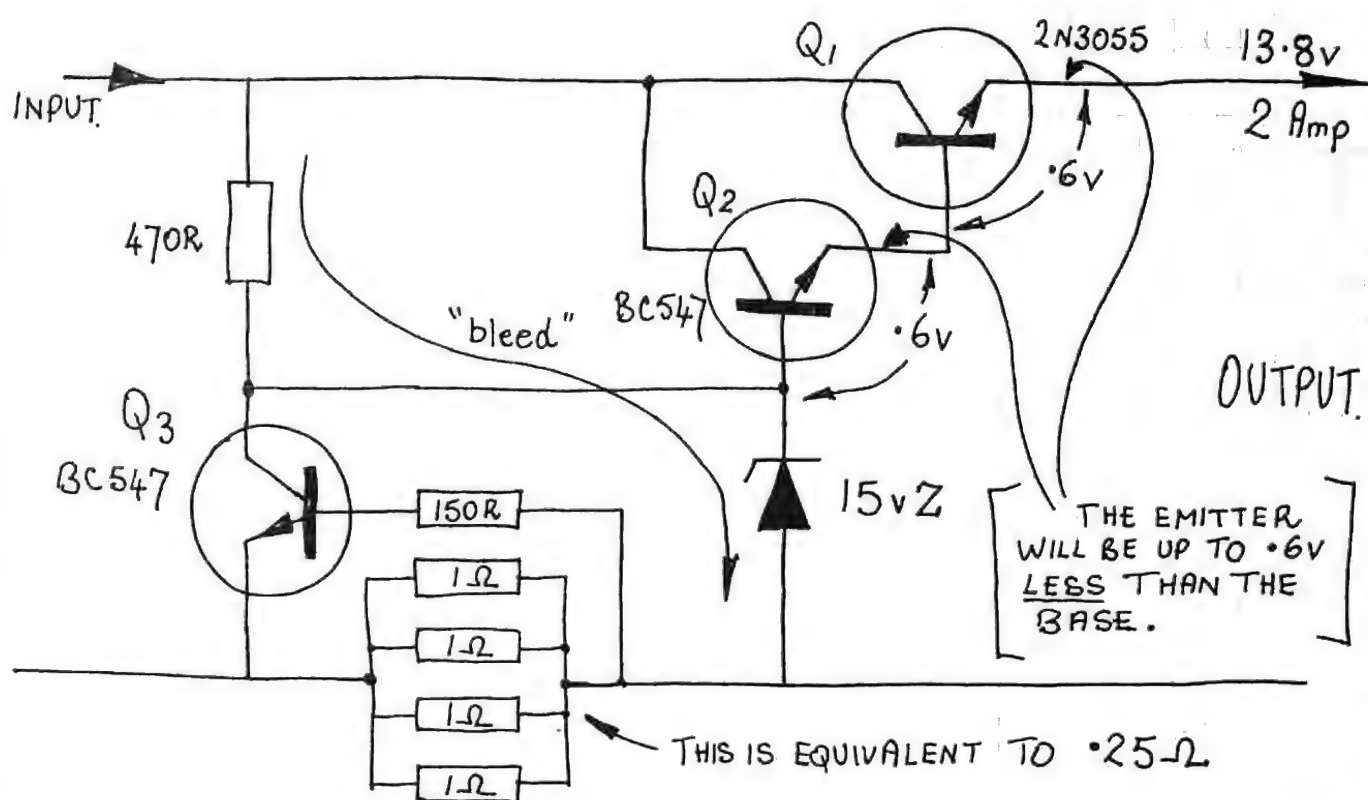 Q1
2N3055
13.8v
INPUT.
2 Amp
.6v
Q2
470R
BC547
"bleed"
.6v
OUTPUT.
Q3
BC547
150R
15vZ
1Ω
1Ω
1Ω
1Ω
THE EMITTER
WILL BE UP TO .6V
LESS THAN THE
BASE.
THIS IS EQUIVALENT TO .25Ω